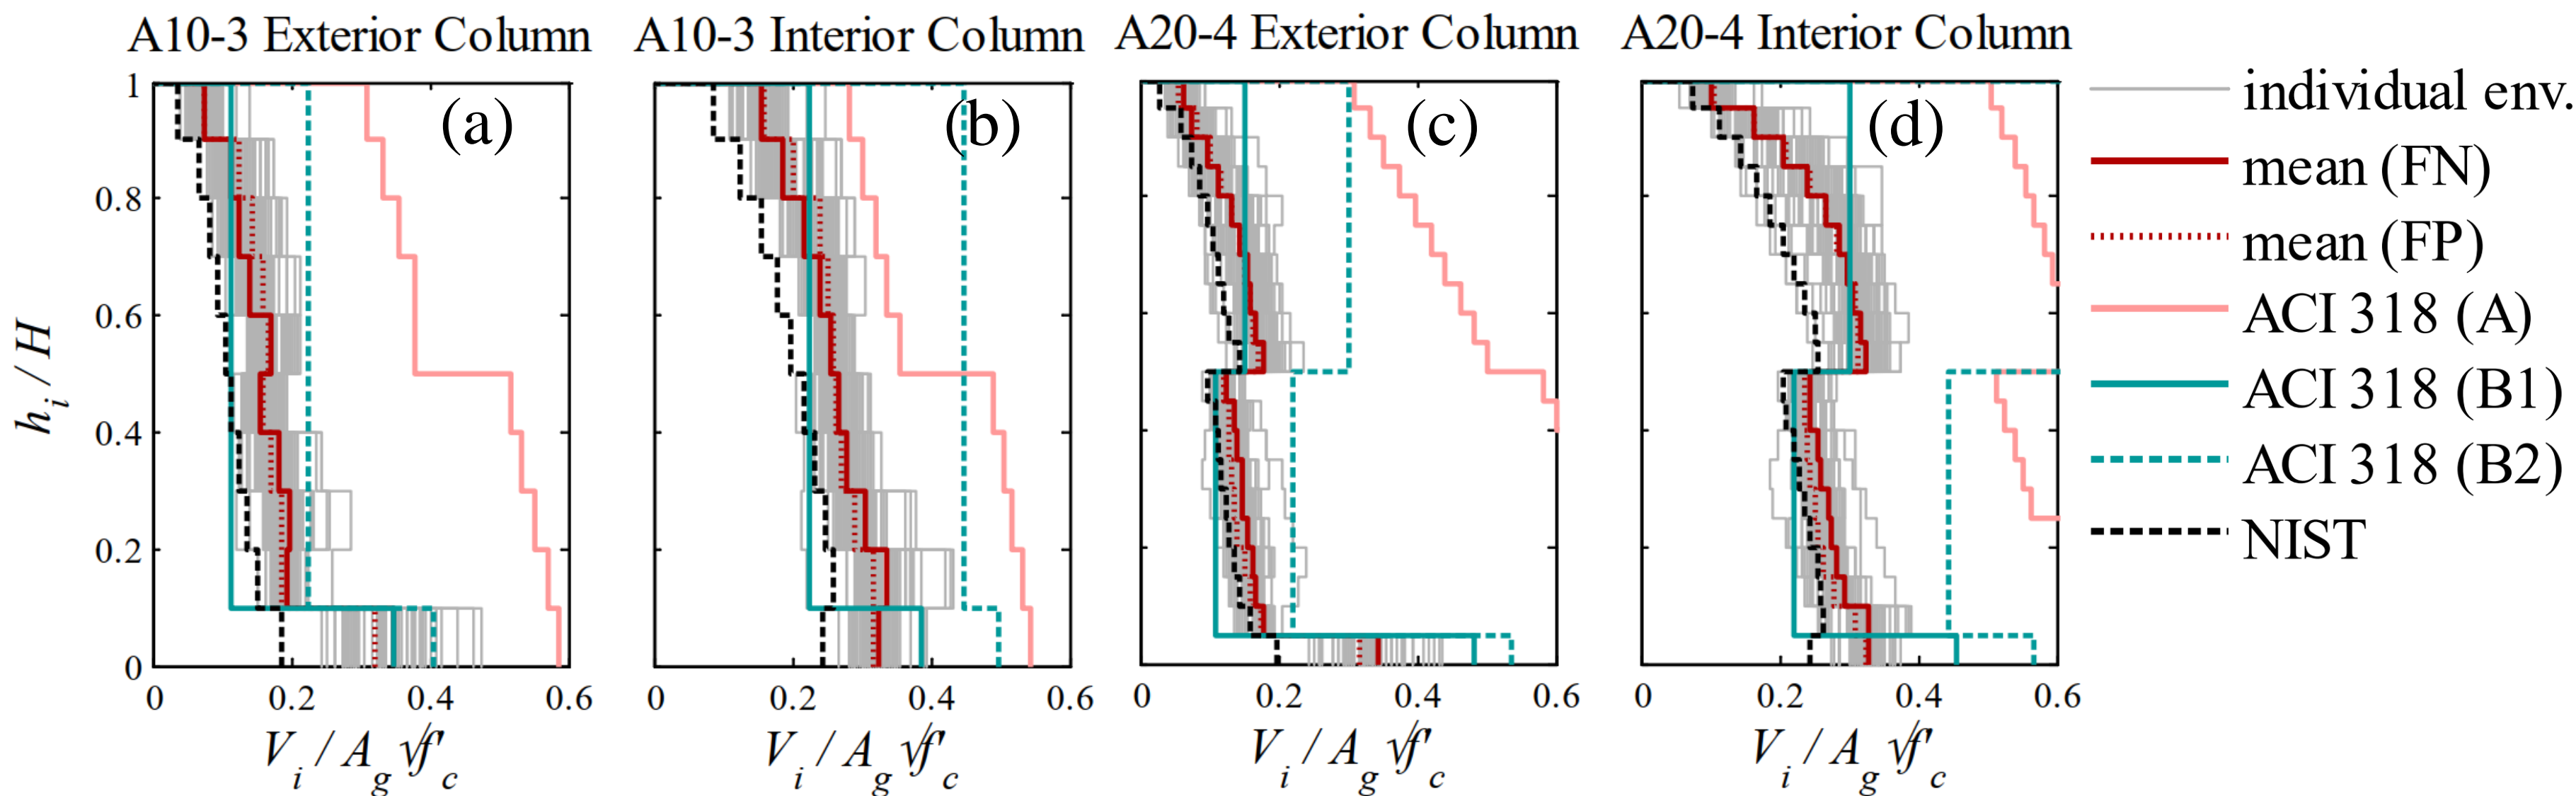 A10-3 Exterior Column
A10-3 Interior Column
A20-4 Exterior Column
A20-4 Interior Column
(a)
(b)
(c)
(d)
h_i / H
1
0.8
0.6
0.4
0.2
0
0 0.2 0.4 0.6
0 0.2 0.4 0.6
0 0.2 0.4 0.6
0 0.2 0.4 0.6
V_i / A_g √f'_c
V_i / A_g √f'_c
V_i / A_g √f'_c
V_i / A_g √f'_c
individual env.
mean (FN)
mean (FP)
ACI 318 (A)
ACI 318 (B1)
ACI 318 (B2)
NIST